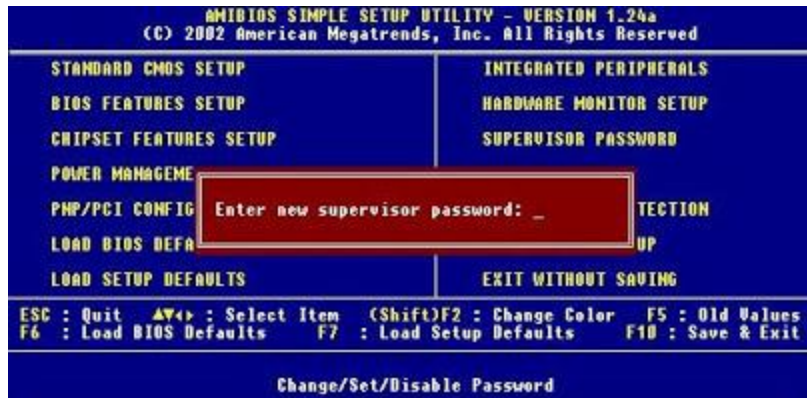 AMIBIOS SIMPLE SETUP UTILITY - VERSION 1.24a
(C) 2002 American Megatrends, Inc. All Rights Reserved
STANDARD CMOS SETUP
INTEGRATED PERIPHERALS
BIOS FEATURES SETUP
HARDWARE MONITOR SETUP
CHIPSET FEATURES SETUP
SUPERVISOR PASSWORD
POWER MANAGEME
PNP/PCI CONFIG
Enter new supervisor password: _
TECTION
LOAD BIOS DEFA
UP
LOAD SETUP DEFAULTS
EXIT WITHOUT SAVING
ESC : Quit ▲▼◄► : Select Item (Shift)F2 : Change Color F5 : Old Values
F6 : Load BIOS Defaults F7 : Load Setup Defaults F10 : Save & Exit
Change/Set/Disable Password